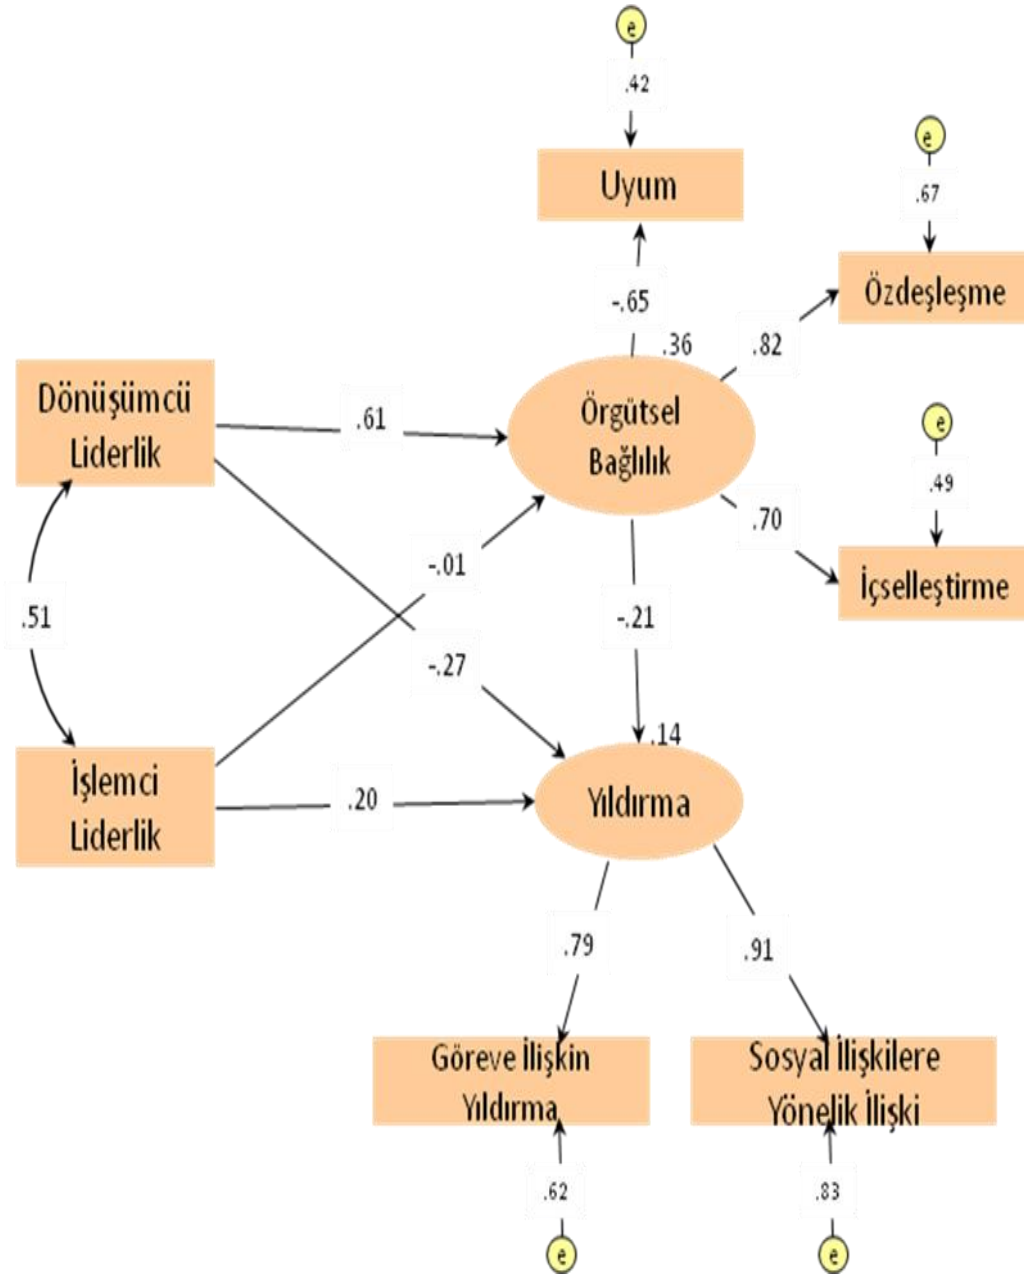 e
.42
Uyum
e
.67
Özdeşleşme
-.65
.36
.82
Dönüşümcü
Liderlik
.61
Örgütsel
Bağlılık
e
.49
.70
İçselleştirme
-.01
.51
-.21
-.27
.14
İşlemci
Liderlik
.20
Yıldırma
.79
.91
Göreve İlişkin
Yıldırma
Sosyal İlişkilere
Yönelik İlişki
.62
.83
e
e